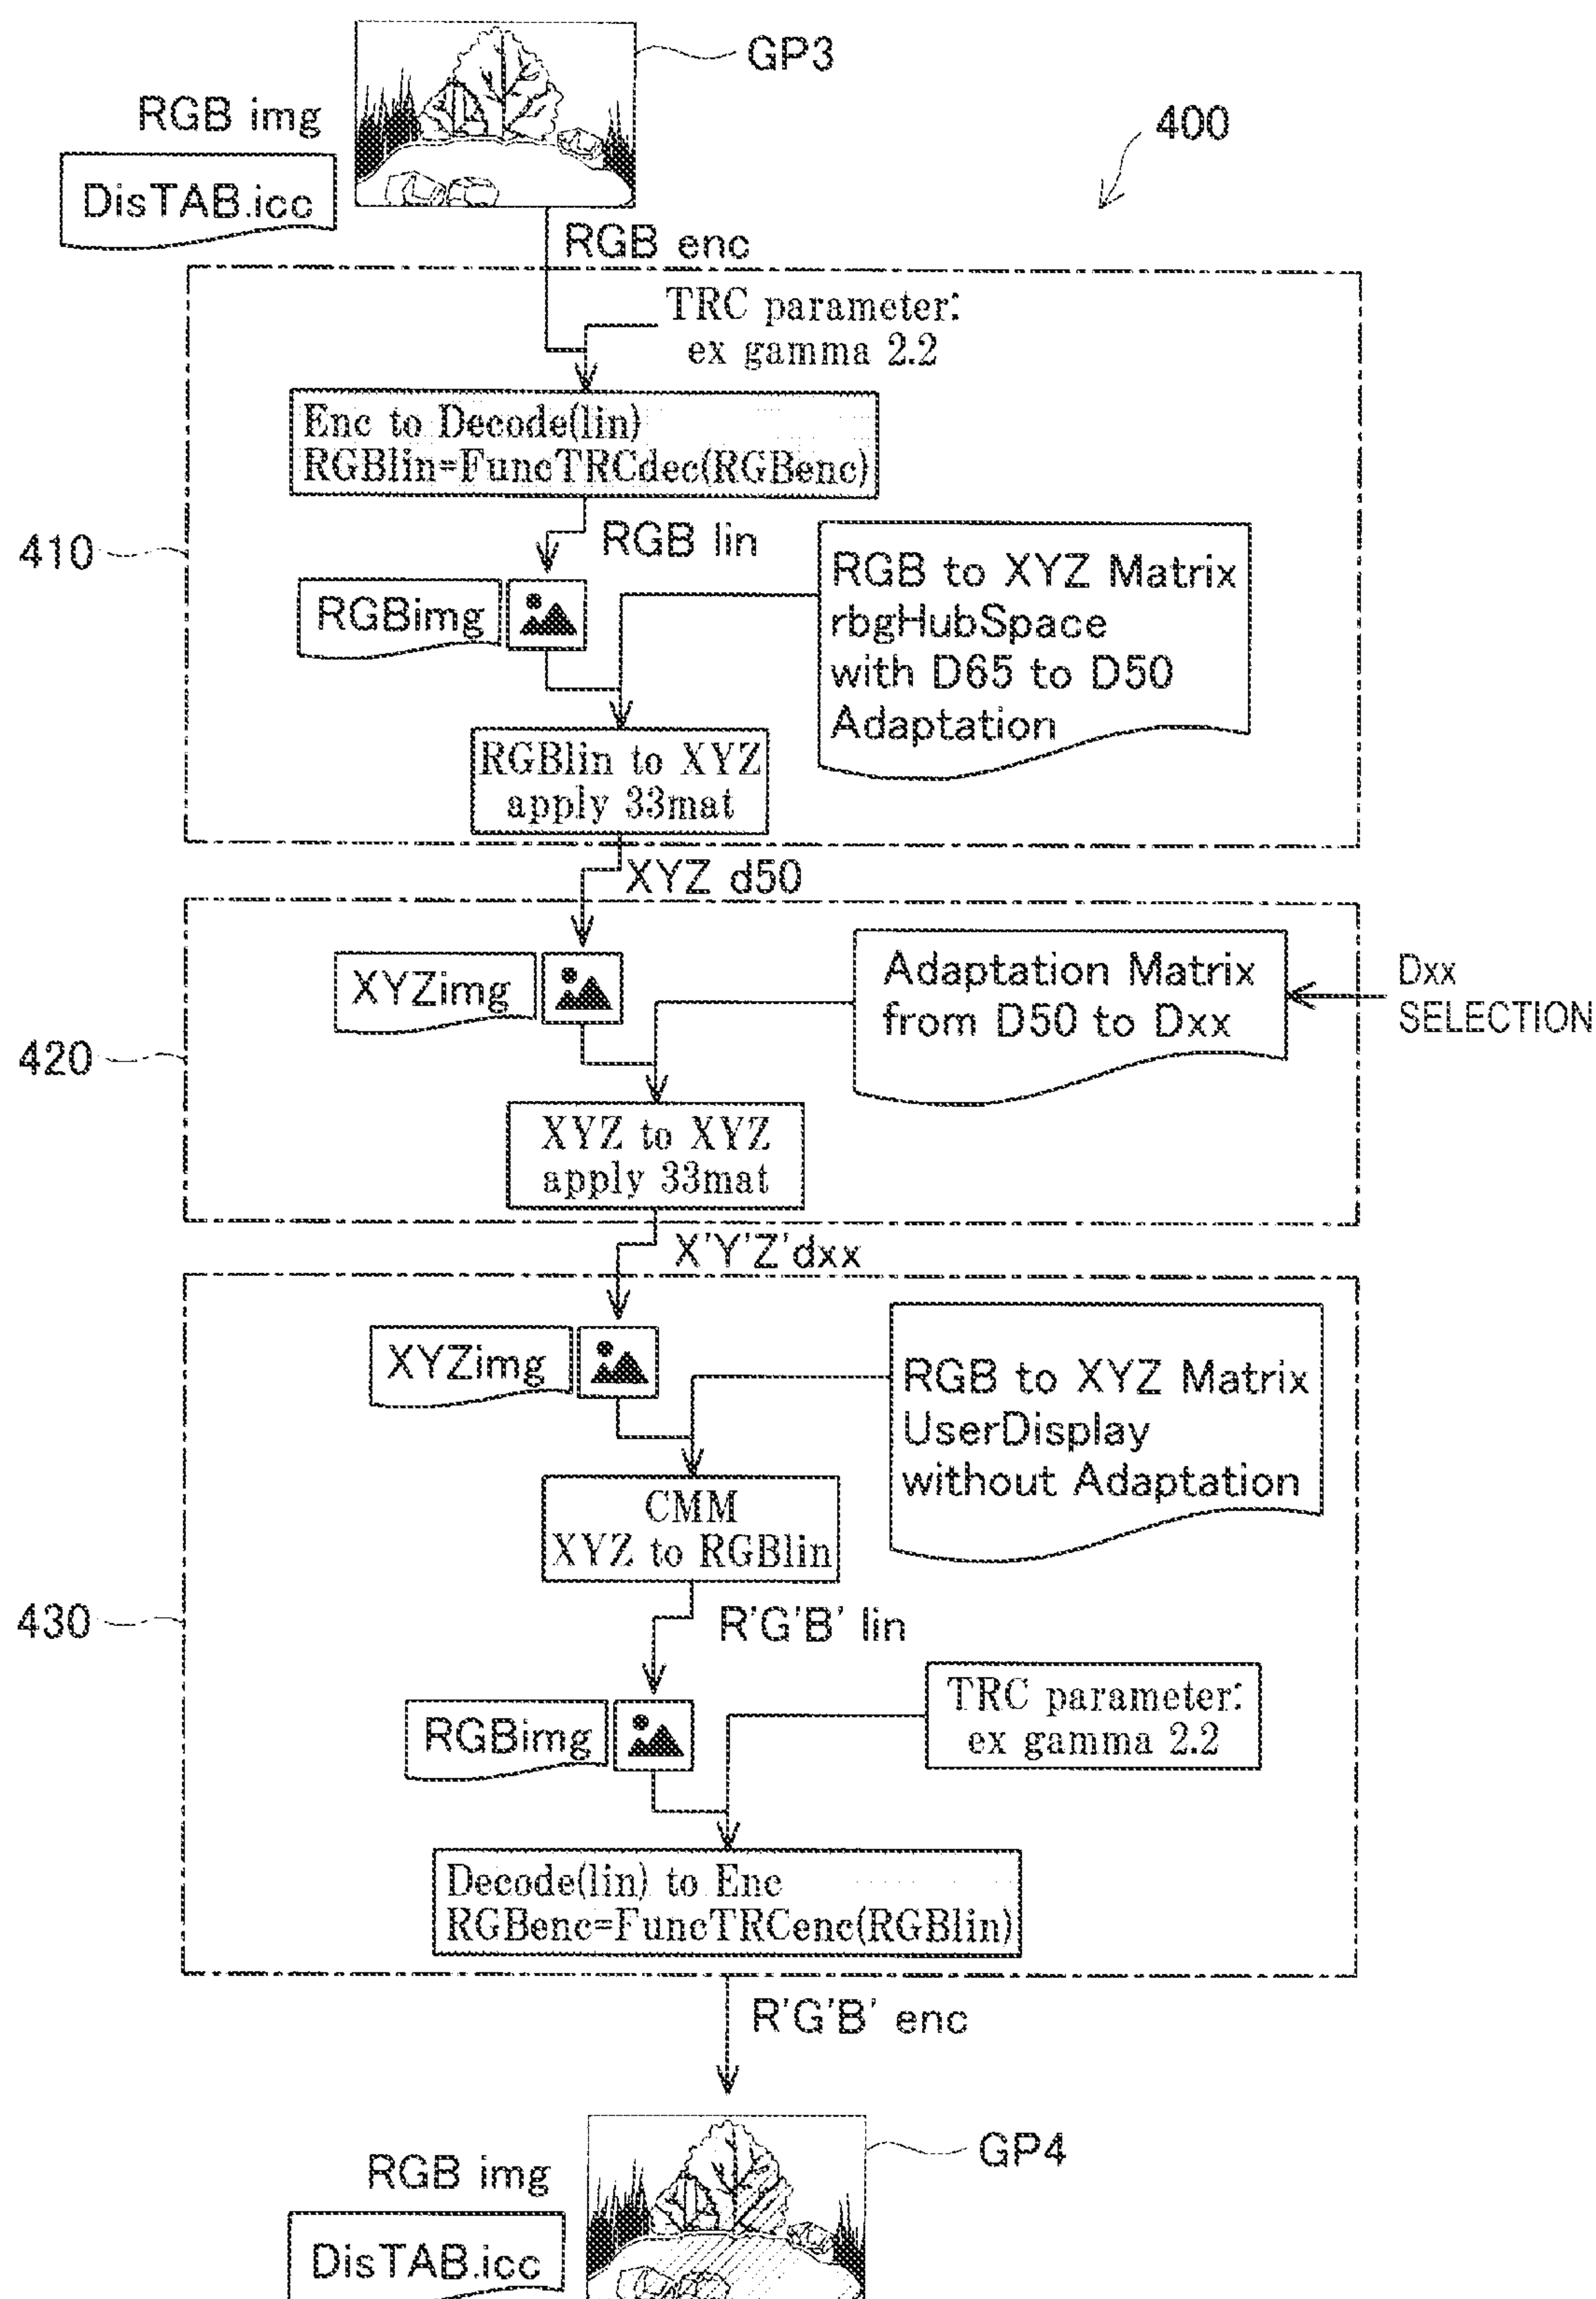 GP3
RGB img
400
DisTAB.icc
RGB enc
TRC parameter:
ex gamma 2.2
Enc to Decode(lin)
RGBlin=FuncTRCdec(RGBenc)
410
RGB lin
RGBimg
RGB to XYZ Matrix
rbgHubSpace
with D65 to D50
Adaptation
RGBlin to XYZ
apply 33mat
XYZ d50
XYZimg
Adaptation Matrix
from D50 to Dxx
Dxx
SELECTION
420
XYZ to XYZ
apply 33mat
X'Y'Z'dxx
XYZimg
RGB to XYZ Matrix
UserDisplay
without Adaptation
CMM
XYZ to RGBlin
430
R'G'B' lin
RGBimg
TRC parameter:
ex gamma 2.2
Decode(lin) to Enc
RGBenc=FuncTRCenc(RGBlin)
R'G'B' enc
GP4
RGB img
DisTAB.icc